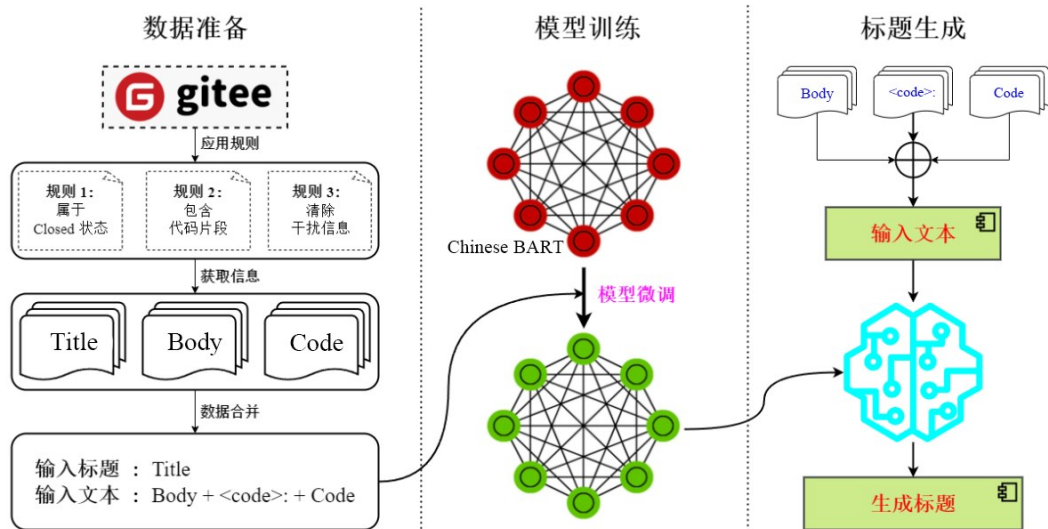 数据准备
gitee
应用规则
规则 1：
属于
Closed 状态
规则 2：
包含
代码片段
规则 3：
清除
干扰信息
获取信息
Title
Body
Code
数据合并
输入标题 ： Title
输入文本 ： Body + <code>: + Code
模型训练
Chinese BART
模型微调
标题生成
Body
<code>:
Code
输入文本
生成标题